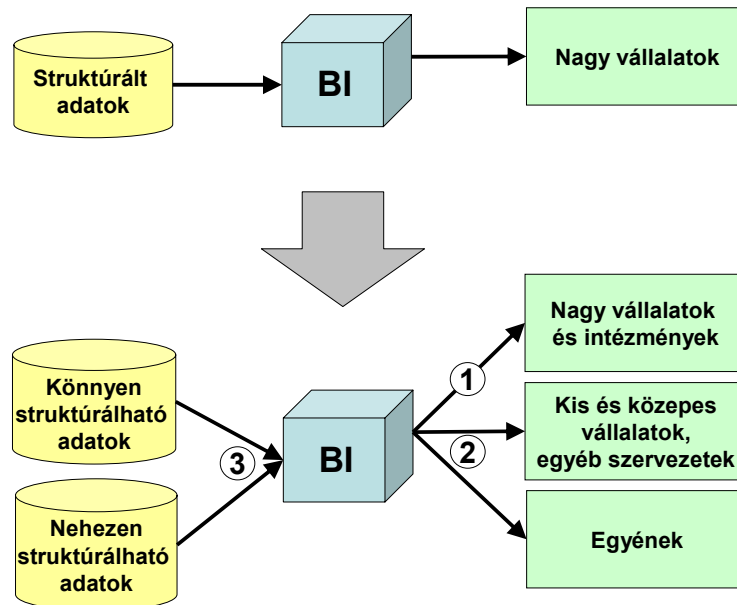 Struktúrált
adatok
BI
Nagy vállalatok
Nagy vállalatok
és intézmények
Könnyen
struktúrálható
adatok
1
Kis és közepes
vállalatok,
egyéb szervezetek
3
BI
2
Nehezen
struktúrálható
adatok
Egyének